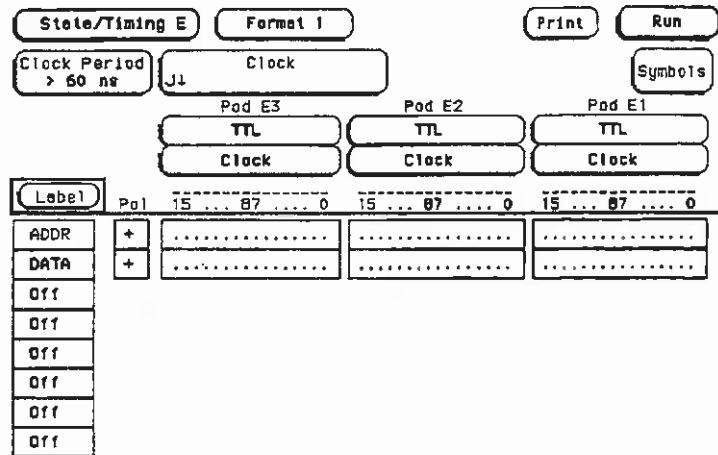 State/Timing E Format 1 Print Run
Clock Period Clock
> 60 ns J↓ Symbols
Pod E3 Pod E2 Pod E1
TTL TTL TTL
Clock Clock Clock
Label Pol 15 ... 87 .... 0 15 ... 87 .... 0 15 ... 87 .... 0
ADDR + ................ ................ ................
DATA + ................ ................ ................
Off
Off
Off
Off
Off
Off